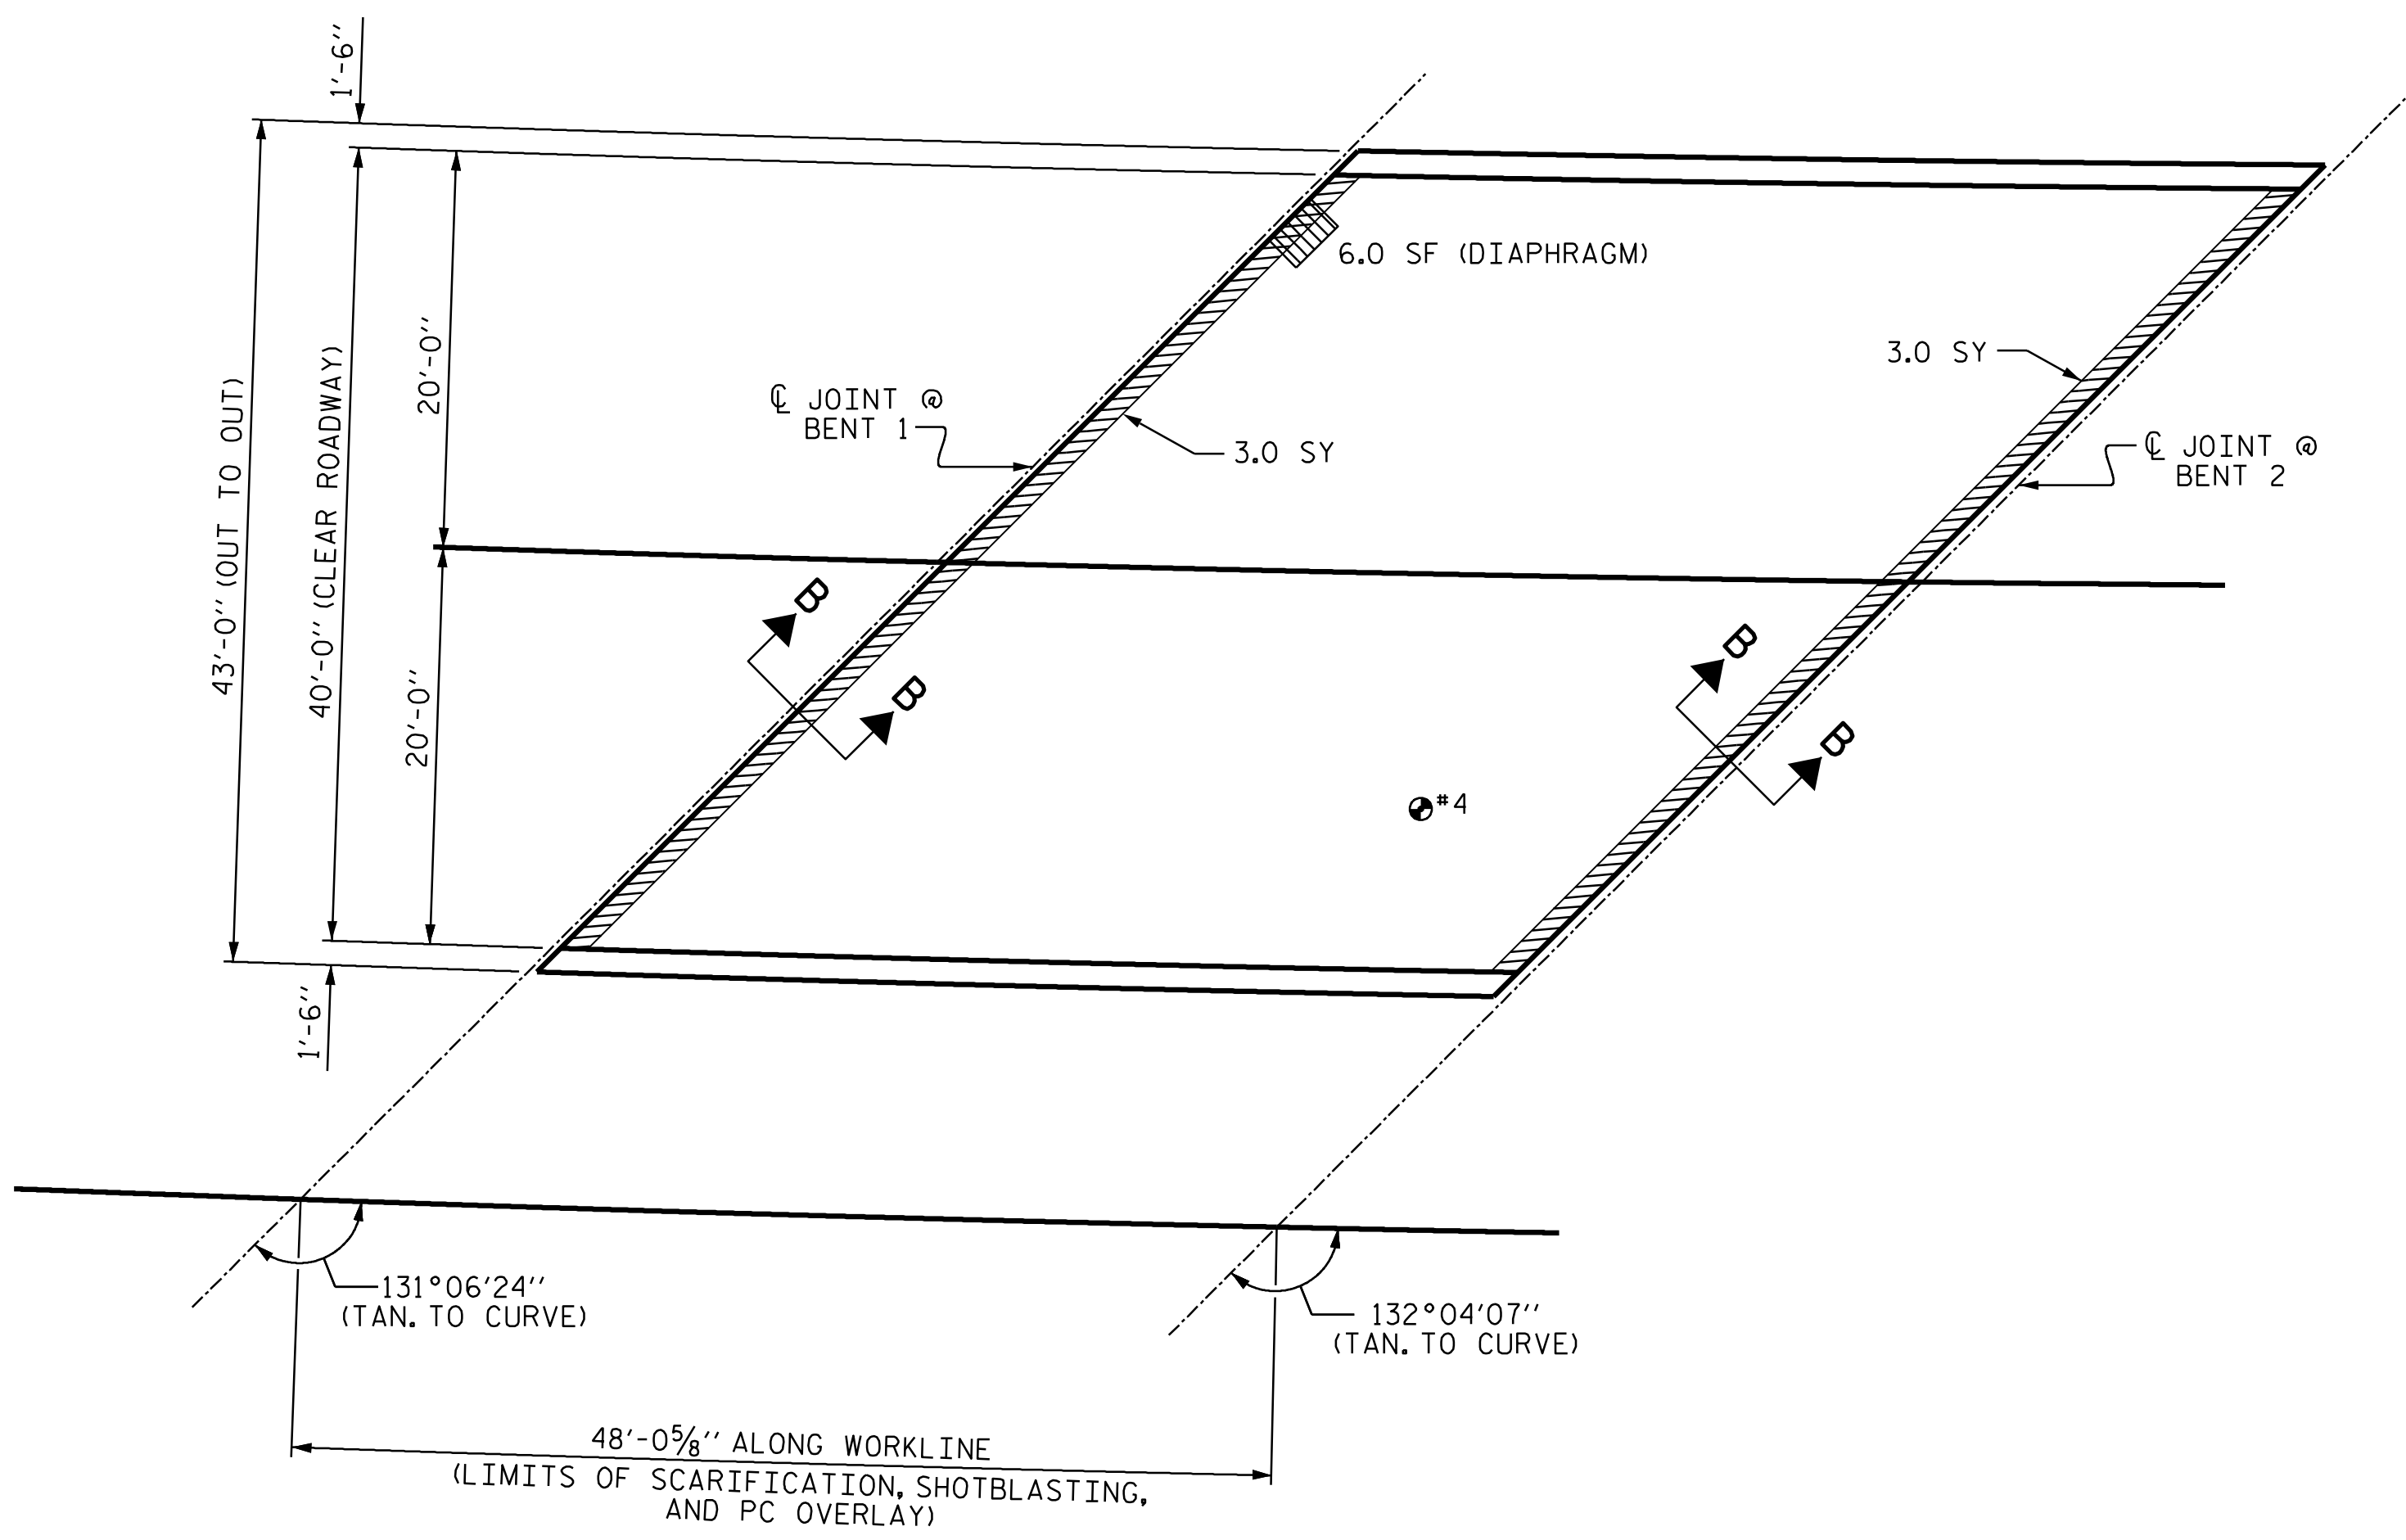 1'-6"
43'-0" (OUT TO OUT)
40'-0" (CLEAR ROADWAY)
20'-0"
20'-0"
1'-6"
6.0 SF (DIAPHRAGM)
℄ JOINT @
BENT 1
3.0 SY
3.0 SY
℄ JOINT @
BENT 2
B
B
B
B
#4
131°06'24"
(TAN. TO CURVE)
132°04'07"
(TAN. TO CURVE)
48'-0⅝" ALONG WORKLINE
(LIMITS OF SCARIFICATION, SHOTBLASTING,
AND PC OVERLAY)